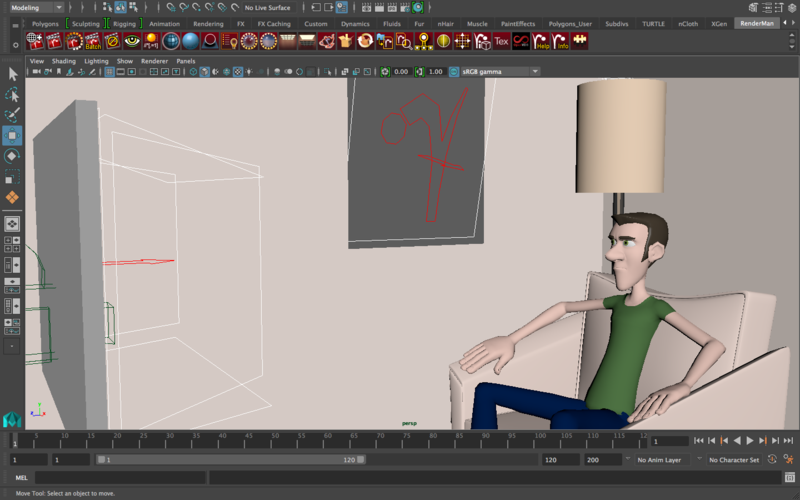 Modeling No Live Surface
Polygons Sculpting Rigging Animation Rendering FX FX Caching Custom Dynamics Fluids Fur nHair Muscle PaintEffects Polygons_User Subdivs TURTLE nCloth XGen RenderMan
Batch Tex Help Info
View Shading Lighting Show Renderer Panels
0.00 1.00 sRGB gamma
persp
1 5 10 15 20 25 30 35 40 45 50 55 60 65 70 75 80 85 90 95 100 105 110 115 12 1
1 1 1 120 120 200 No Anim Layer No Character Set
MEL
Move Tool: Select an object to move.